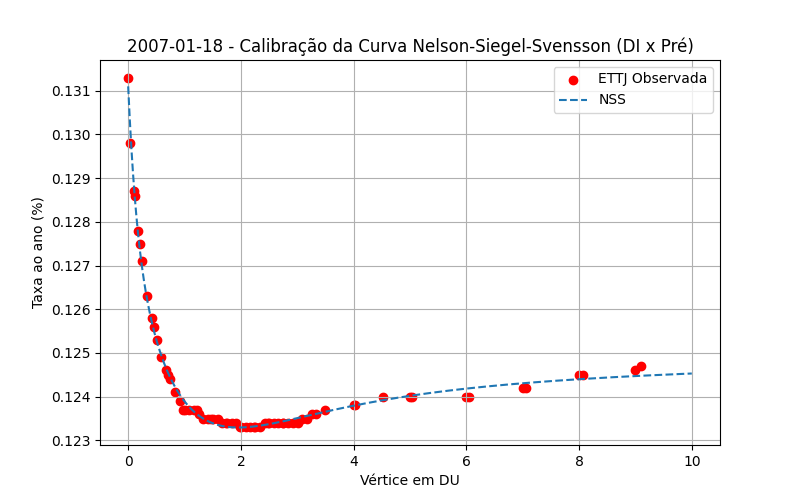 2007-01-18 - Calibração da Curva Nelson-Siegel-Svensson (DI x Pré)
ETTJ Observada
NSS
Taxa ao ano (%)
0.131
0.130
0.129
0.128
0.127
0.126
0.125
0.124
0.123
0 2 4 6 8 10
Vértice em DU